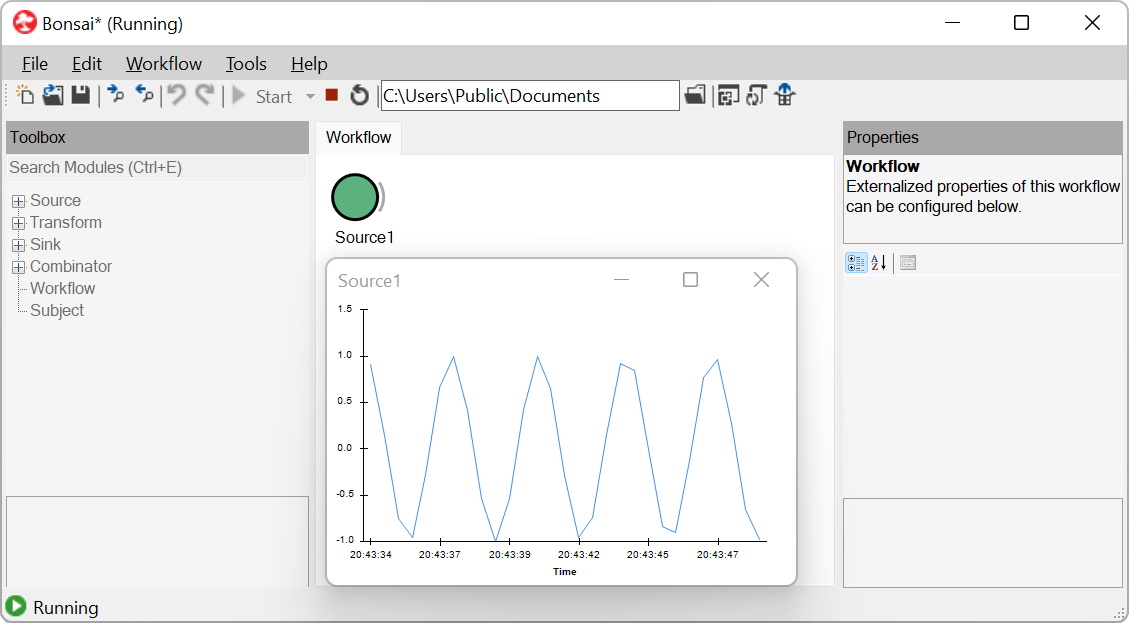 Bonsai* (Running)
File Edit Workflow Tools Help
Start C:\Users\Public\Documents
Toolbox
Search Modules (Ctrl+E)
Source
Transform
Sink
Combinator
Workflow
Subject
Workflow
Source1
Source1
1.5
1.0
0.5
0.0
-0.5
-1.0
20:43:34 20:43:37 20:43:39 20:43:42 20:43:45 20:43:47
Time
Properties
Workflow
Externalized properties of this workflow
can be configured below.
A
Z
Running